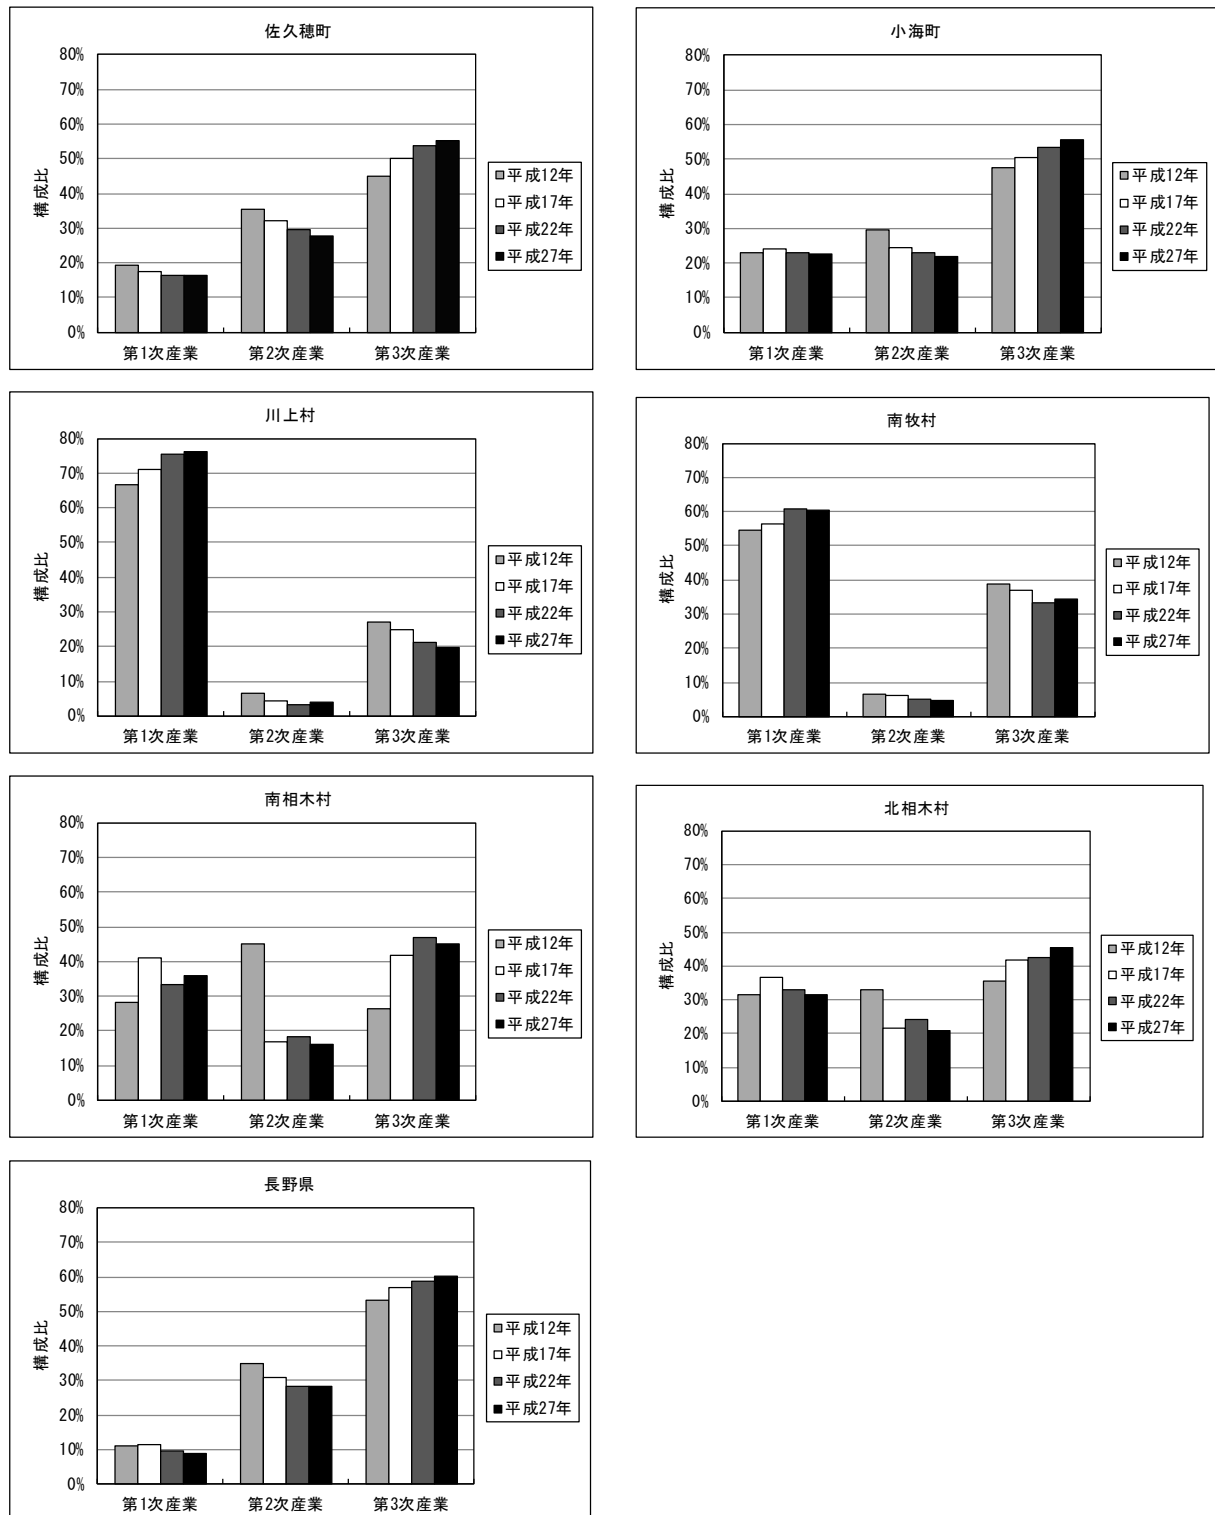 佐久穂町
80%
70%
60%
50%
40%
30%
20%
10%
0%
構成比
第1次産業 第2次産業 第3次産業
平成12年
平成17年
平成22年
平成27年
小海町
80%
70%
60%
50%
40%
30%
20%
10%
0%
構成比
第1次産業 第2次産業 第3次産業
平成12年
平成17年
平成22年
平成27年
川上村
80%
70%
60%
50%
40%
30%
20%
10%
0%
構成比
第1次産業 第2次産業 第3次産業
平成12年
平成17年
平成22年
平成27年
南牧村
80%
70%
60%
50%
40%
30%
20%
10%
0%
構成比
第1次産業 第2次産業 第3次産業
平成12年
平成17年
平成22年
平成27年
南相木村
80%
70%
60%
50%
40%
30%
20%
10%
0%
構成比
第1次産業 第2次産業 第3次産業
平成12年
平成17年
平成22年
平成27年
北相木村
80%
70%
60%
50%
40%
30%
20%
10%
0%
構成比
第1次産業 第2次産業 第3次産業
平成12年
平成17年
平成22年
平成27年
長野県
80%
70%
60%
50%
40%
30%
20%
10%
0%
構成比
第1次産業 第2次産業 第3次産業
平成12年
平成17年
平成22年
平成27年